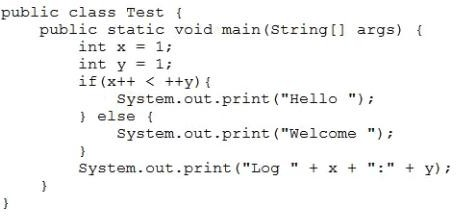 public class Test {
public static void main(String[] args) {
int x = 1;
int y = 1;
if(x++ < ++y){
System.out.print("Hello ");
} else {
System.out.print("Welcome ");
}
System.out.print("Log " + x + ":" + y);
}
}